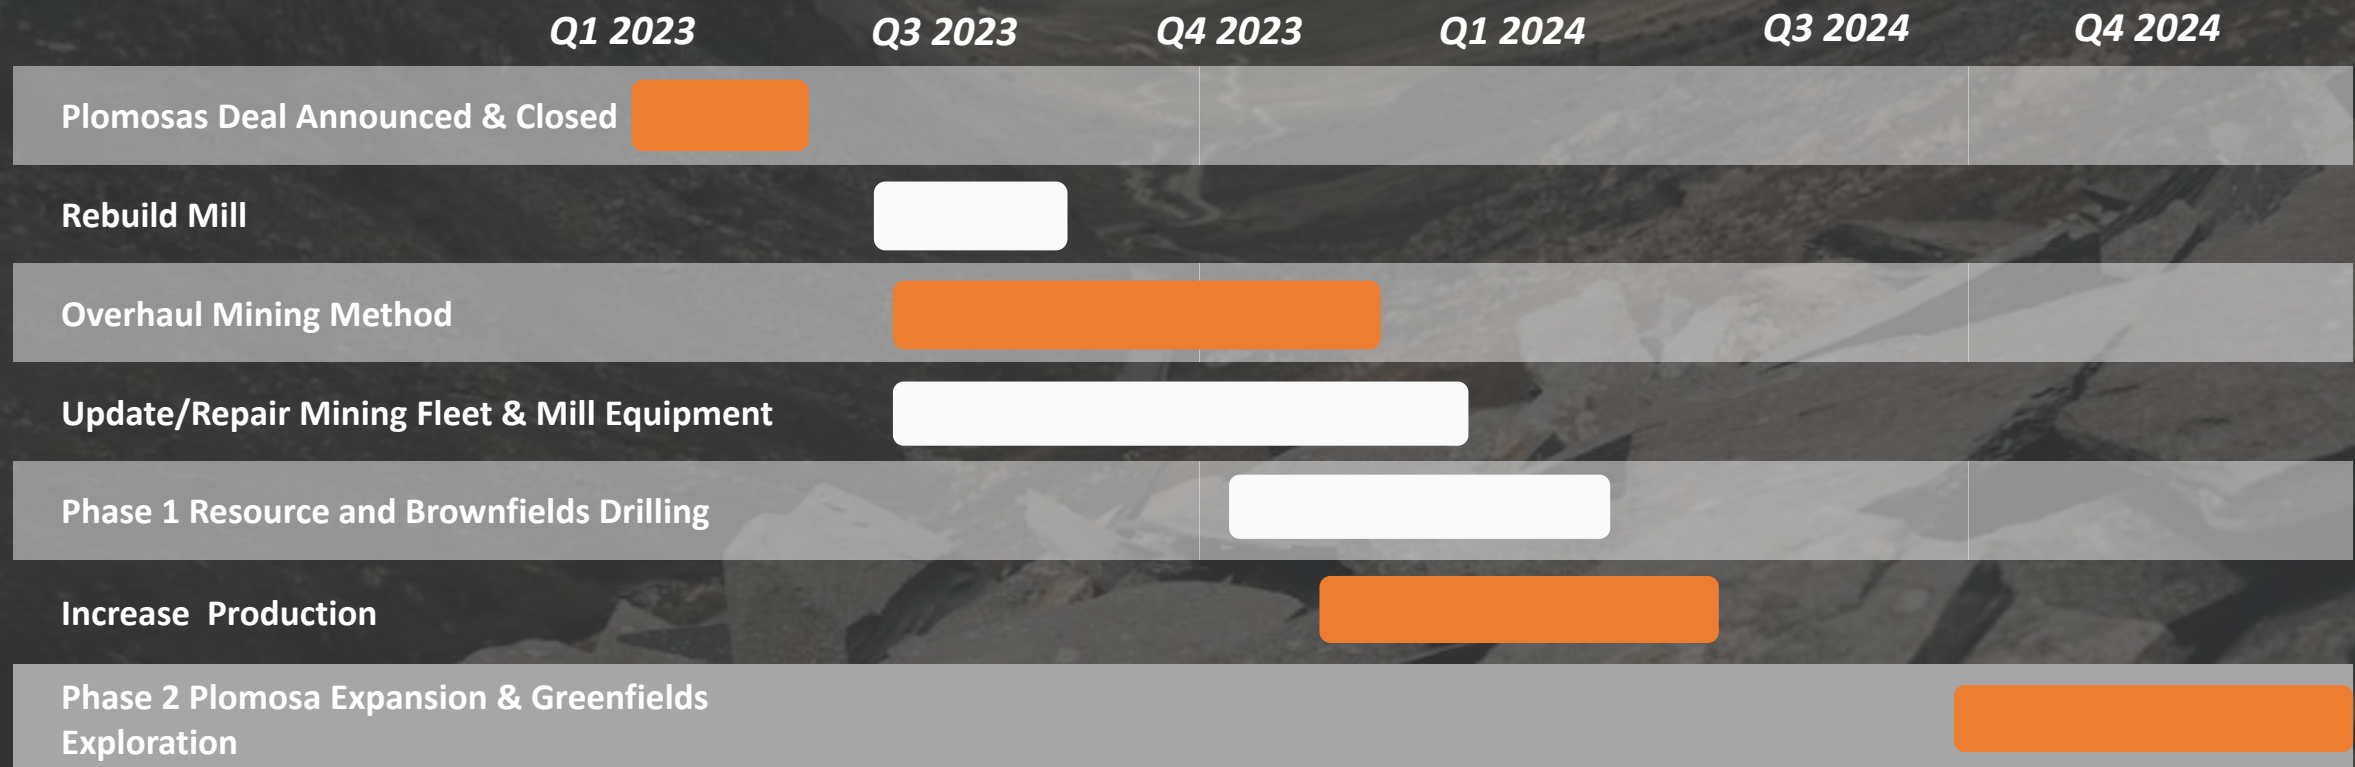 Q1 2023 Q3 2023 Q4 2023 Q1 2024 Q3 2024 Q4 2024
Plomosas Deal Announced & Closed
Rebuild Mill
Overhaul Mining Method
Update/Repair Mining Fleet & Mill Equipment
Phase 1 Resource and Brownfields Drilling
Increase  Production
Phase 2 Plomosa Expansion & Greenfields
Exploration